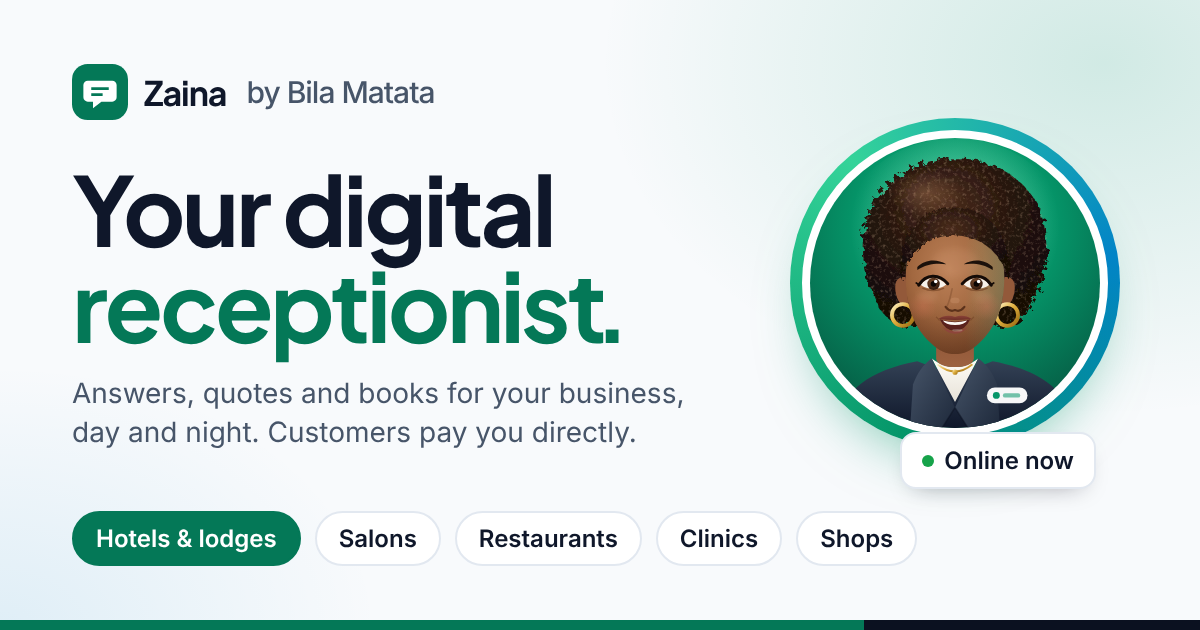 Zaina by Bila Matata
Your digital
receptionist.
Answers, quotes and books for your business,
day and night. Customers pay you directly.
Online now
Hotels & lodges
Salons
Restaurants
Clinics
Shops